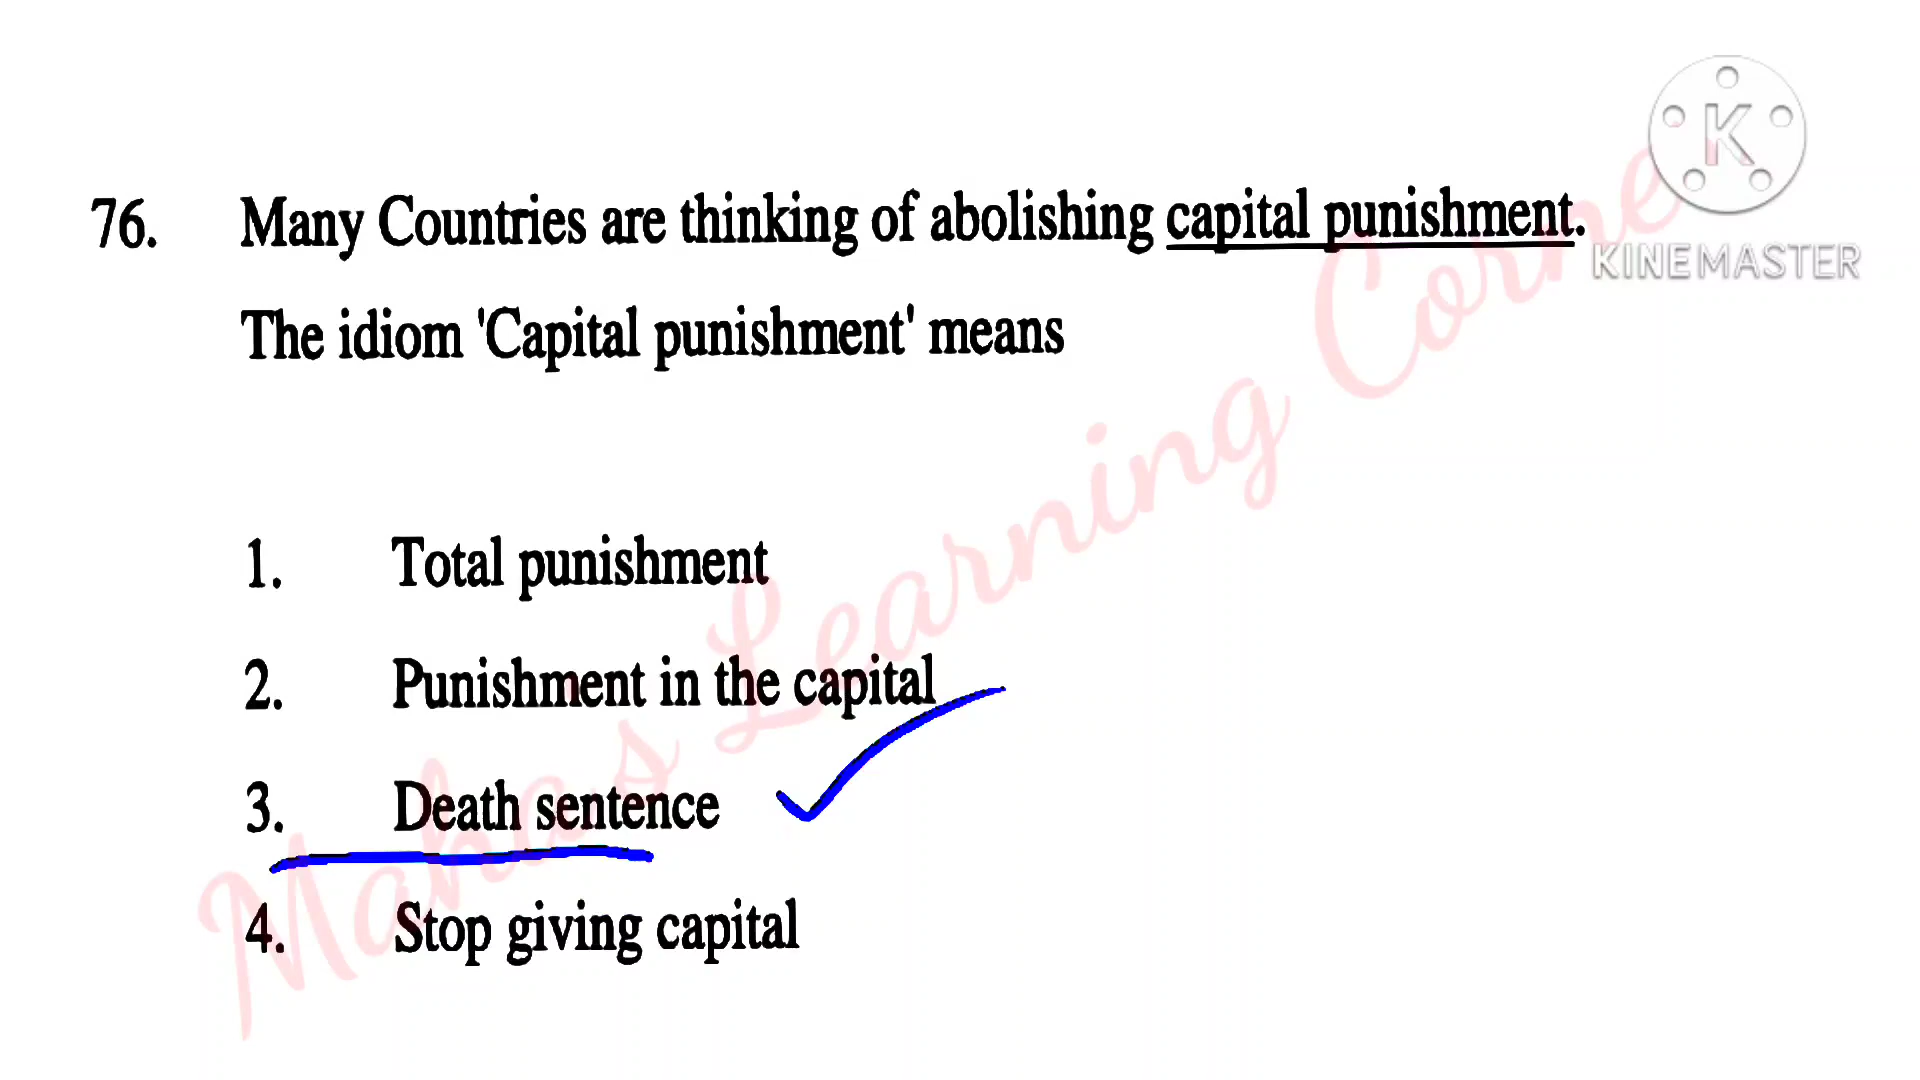 76. Many Countries are thinking of abolishing capital punishment.
The idiom 'Capital punishment' means
1. Total punishment
2. Punishment in the capital
3. Death sentence
4. Stop giving capital
K
KINEMASTER
Maha's Learning Corner